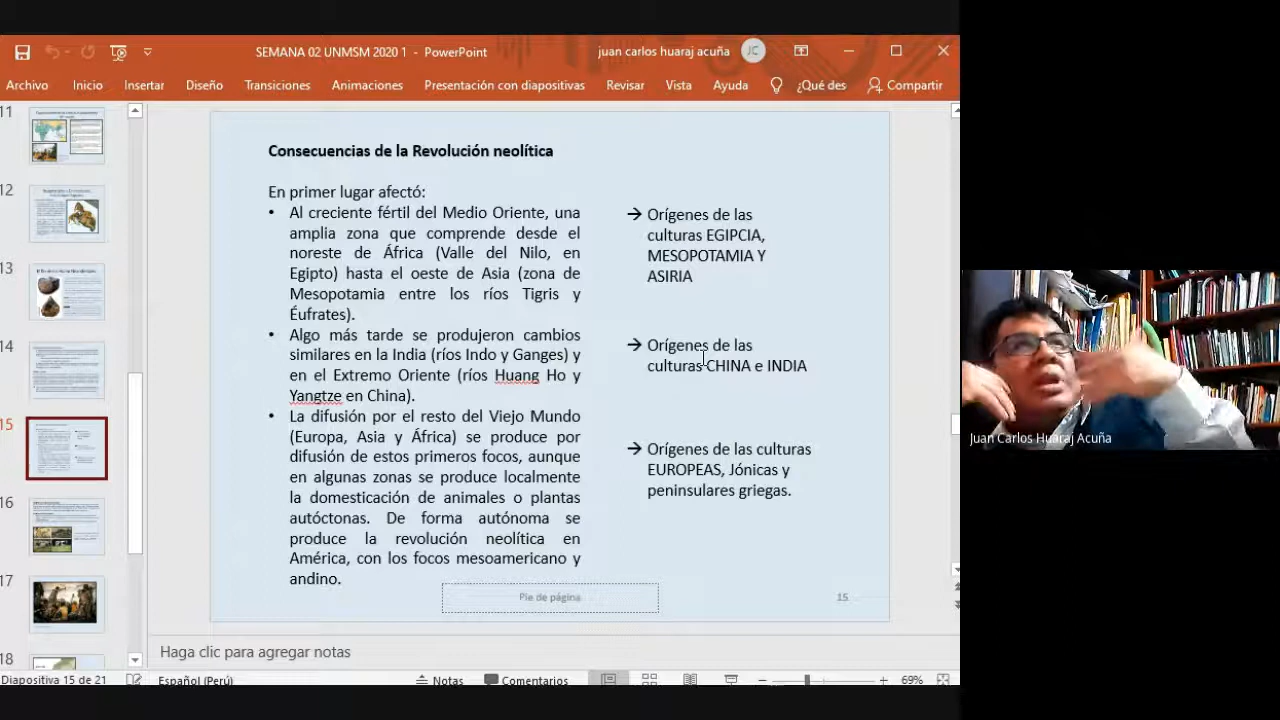 SEMANA 02 UNMSM 2020 1 - PowerPoint
juan carlos huaraj acuña
JC
Archivo
Inicio
Insertar
Diseño
Transiciones
Animaciones
Presentación con diapositivas
Revisar
Vista
Ayuda
¿Qué des
Compartir
11
12
13
14
15
16
17
18
Consecuencias de la Revolución neolítica
En primer lugar afectó:
• Al creciente fértil del Medio Oriente, una
amplia zona que comprende desde el
noreste de África (Valle del Nilo, en
Egipto) hasta el oeste de Asia (zona de
Mesopotamia entre los ríos Tigris y
Éufrates).
• Algo más tarde se produjeron cambios
similares en la India (ríos Indo y Ganges) y
en el Extremo Oriente (ríos Huang Ho y
Yangtze en China).
• La difusión por el resto del Viejo Mundo
(Europa, Asia y África) se produce por
difusión de estos primeros focos, aunque
en algunas zonas se produce localmente
la domesticación de animales o plantas
autóctonas. De forma autónoma se
produce la revolución neolítica en
América, con los focos mesoamericano y
andino.
→ Orígenes de las
culturas EGIPCIA,
MESOPOTAMIA Y
ASIRIA
→ Orígenes de las
culturas CHINA e INDIA
→ Orígenes de las culturas
EUROPEAS, Jónicas y
peninsulares griegas.
Pie de página
15
Juan Carlos Huaraj Acuña
Haga clic para agregar notas
Diapositiva 15 de 21
Español (Perú)
Notas
Comentarios
69%